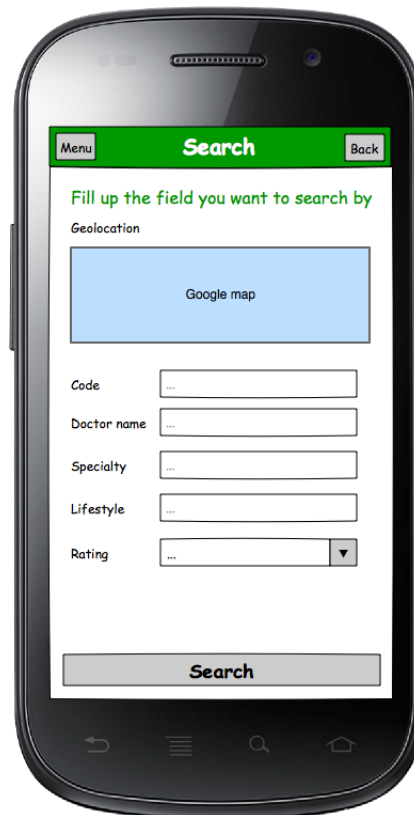 Menu Search Back
Fill up the field you want to search by
Geolocation
Google map
Code ...
Doctor name ...
Specialty ...
Lifestyle ...
Rating ...
Search